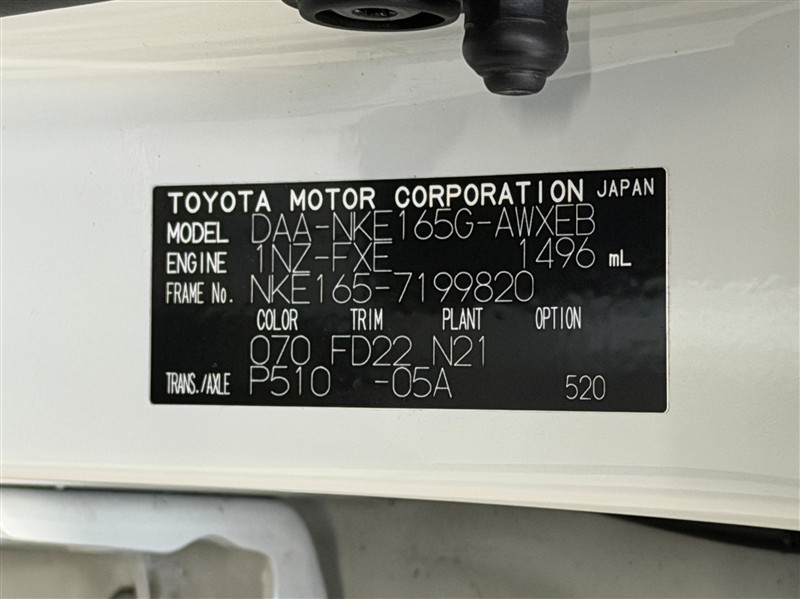 TOYOTA MOTOR CORPORATION JAPAN
MODEL DAA-NKE165G-AWXEB
ENGINE 1NZ-FXE 1496 mL
FRAME No. NKE165-7199820
COLOR TRIM PLANT OPTION
070 FD22 N21
TRANS./AXLE P510 -05A 520